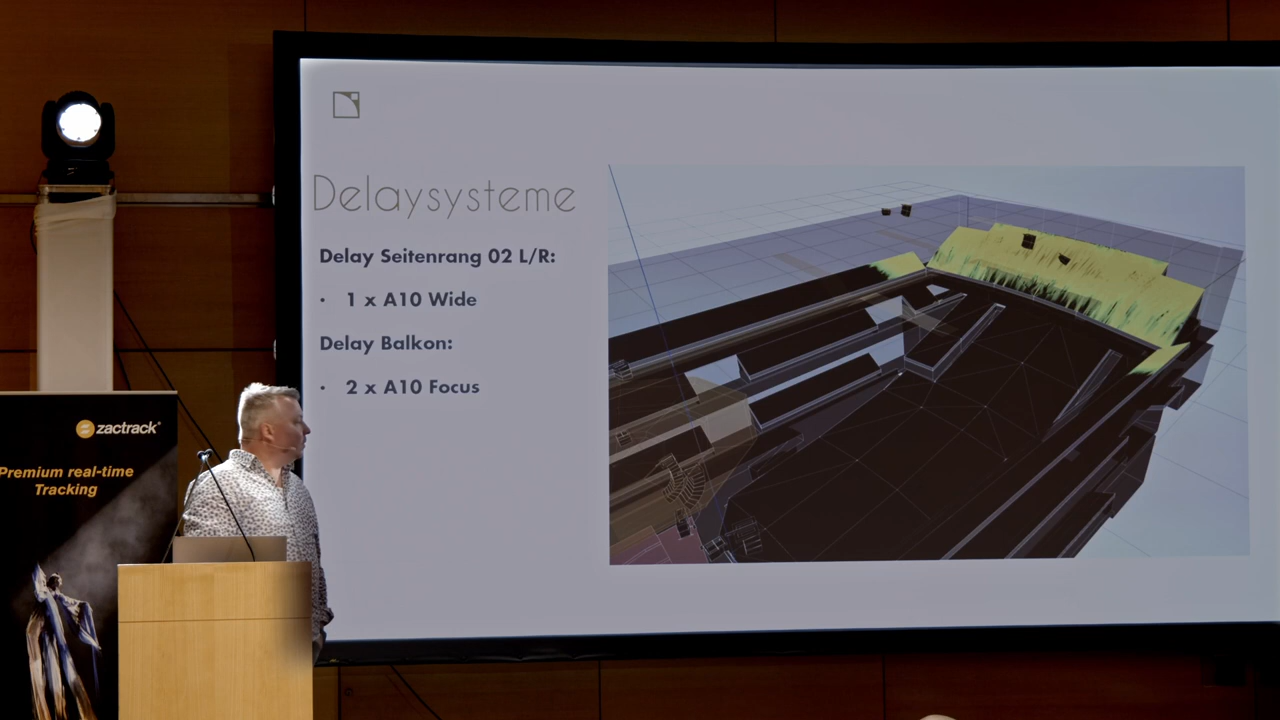 Delaysysteme
Delay Seitenrang 02 L/R:
• 1 x A10 Wide
Delay Balkon:
• 2 x A10 Focus
zactrack®
Premium real-time
Tracking